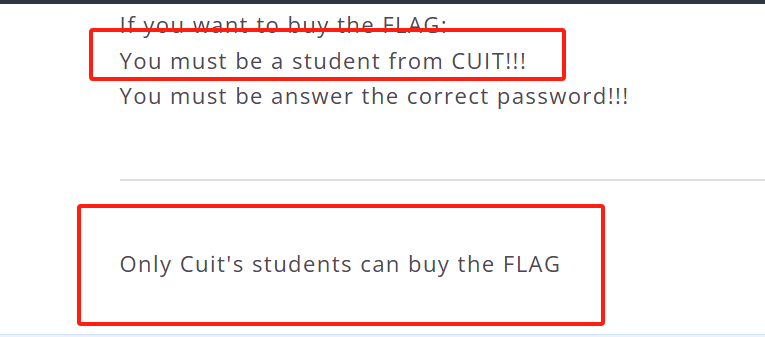 If you want to buy the FLAG:
You must be a student from CUIT!!!
You must be answer the correct password!!!
Only Cuit's students can buy the FLAG